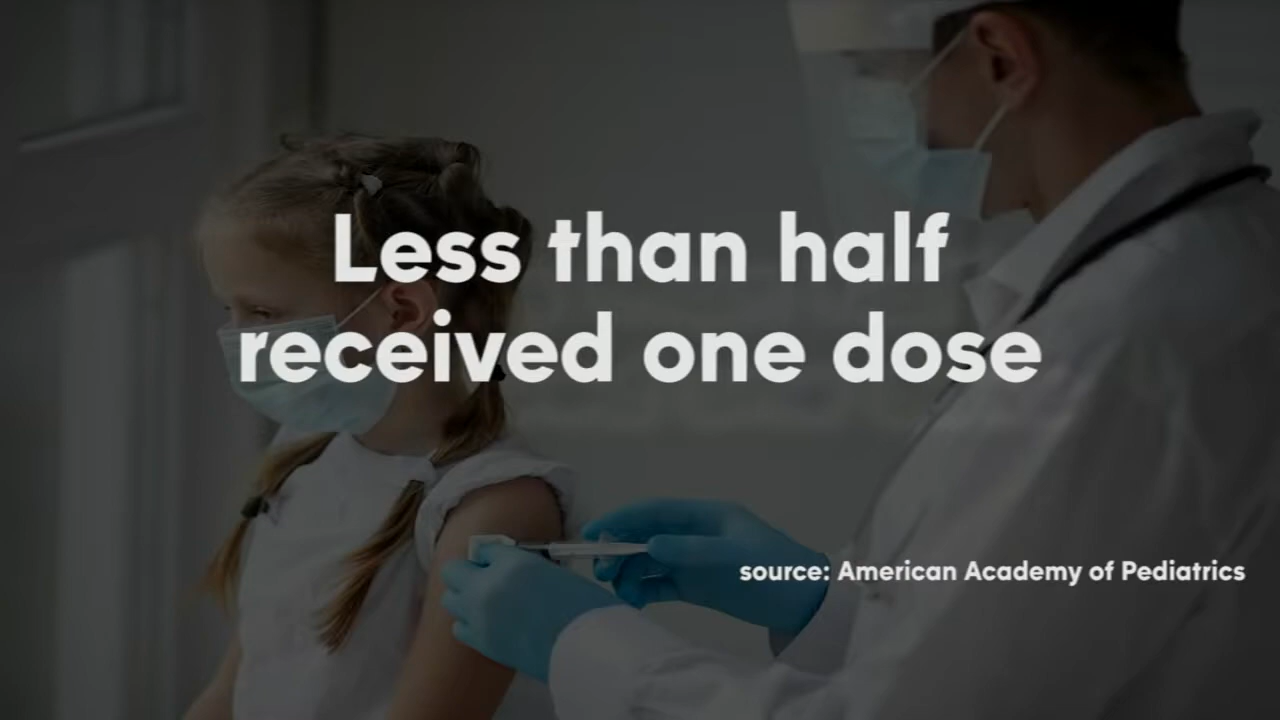 Less than half
received one dose
source: American Academy of Pediatrics